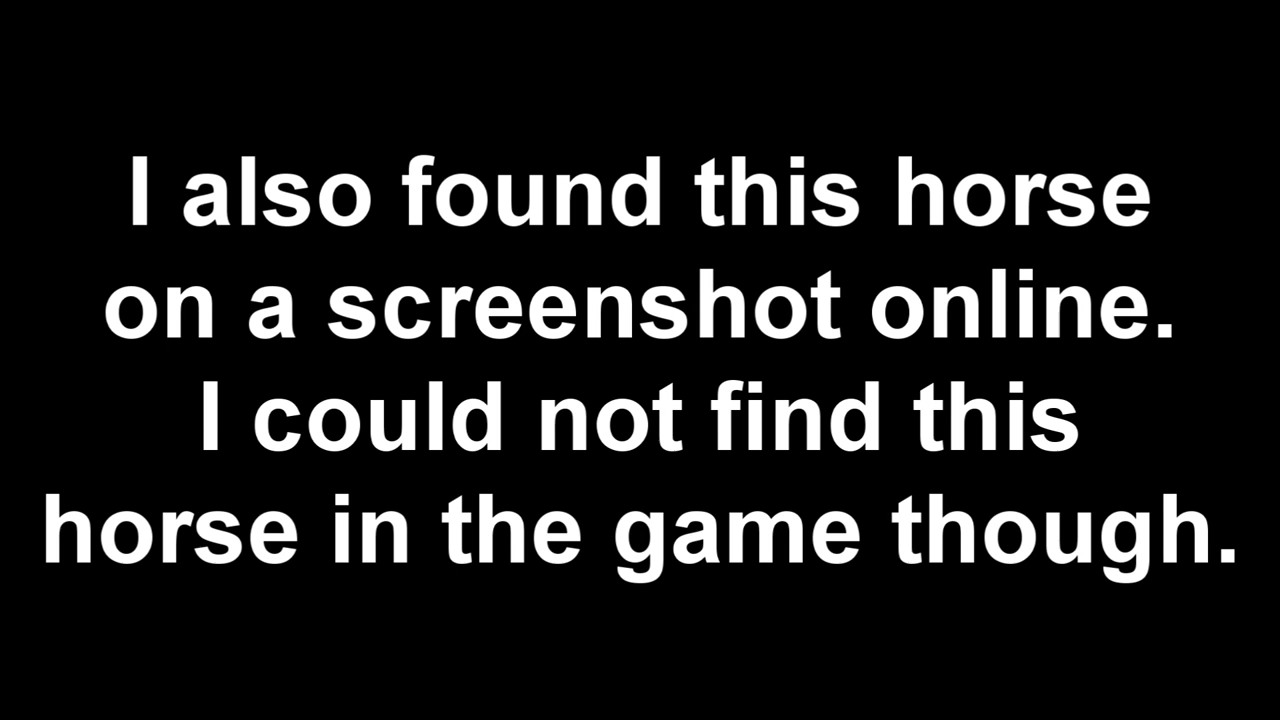 I also found this horse
on a screenshot online.
I could not find this
horse in the game though.